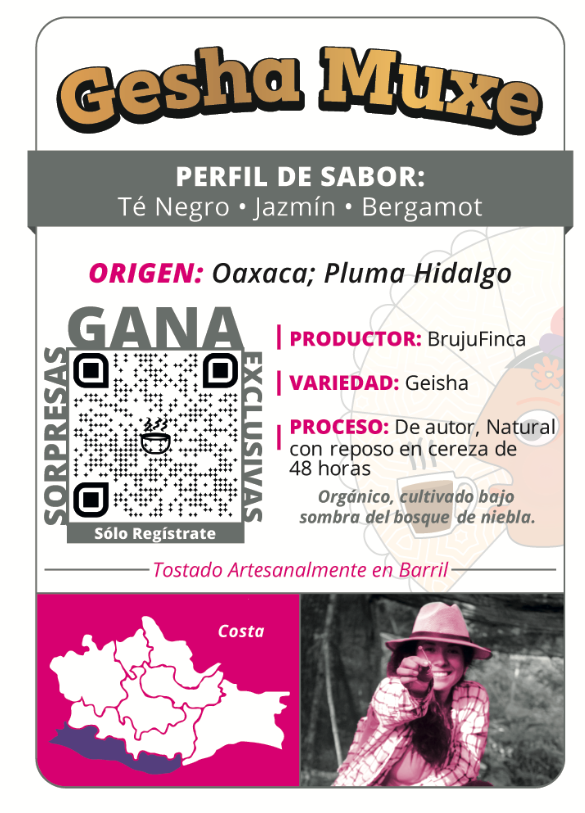 Gesha Muxe
PERFIL DE SABOR:
Té Negro • Jazmín • Bergamot
ORIGEN: Oaxaca; Pluma Hidalgo
GANA
SORPRESAS
EXCLUSIVAS
Sólo Regístrate
PRODUCTOR: BrujuFinca
VARIEDAD: Geisha
PROCESO: De autor, Natural
con reposo en cereza de
48 horas
Orgánico, cultivado bajo
sombra del bosque de niebla.
Tostado Artesanalmente en Barril
Costa